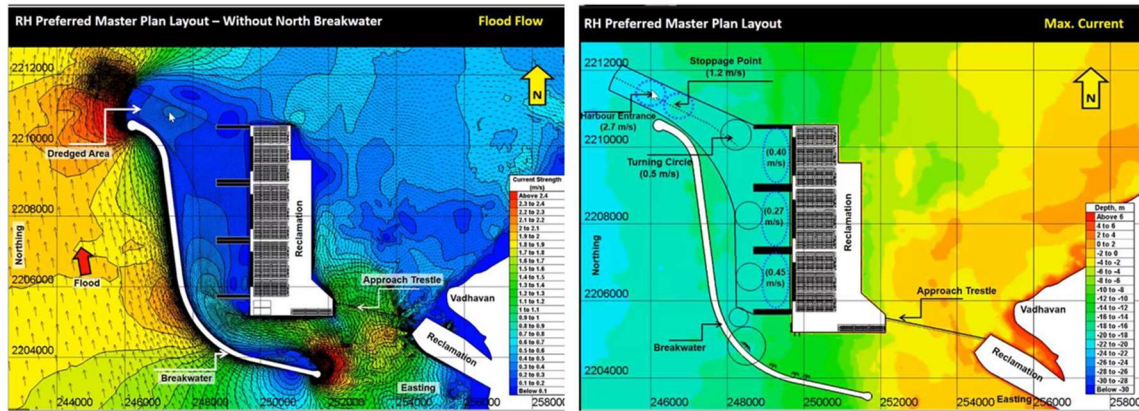 RH Preferred Master Plan Layout – Without North Breakwater
Flood Flow
2212000
N
Dredged Area
2210000
Current Strength
(m/s)
Above 2.4
2.3 to 2.4
2.2 to 2.3
2.1 to 2.2
2 to 2.1
1.9 to 2
1.8 to 1.9
1.7 to 1.8
1.6 to 1.7
1.5 to 1.6
1.4 to 1.5
1.3 to 1.4
1.2 to 1.3
1.1 to 1.2
1 to 1.1
0.9 to 1
0.8 to 0.9
0.7 to 0.8
0.6 to 0.7
0.5 to 0.6
0.4 to 0.5
0.3 to 0.4
0.2 to 0.3
0.1 to 0.2
Below 0.1
2208000
Northing
Reclamation
Flood
2206000
Approach Trestle
Vadhavan
Reclamation
2204000
Breakwater
Easting
244000
246000
248000
250000
252000
254000
256000
25800
RH Preferred Master Plan Layout
Max. Current
2212000
Stoppage Point
(1.2 m/s)
N
Harbour Entrance
(2.7 m/s)
2210000
Turning Circle
(0.5 m/s)
(0.40
m/s)
(0.27
m/s)
(0.45
m/s)
Reclamation
2208000
Northing
Depth, m
Above 6
4 to 6
2 to 4
0 to 2
-2 to 0
-4 to -2
-6 to -4
-8 to -6
-10 to -8
-12 to -10
-14 to -12
-16 to -14
-18 to -16
-20 to -18
-22 to -20
-24 to -22
-26 to -24
-28 to -26
-30 to -28
Below -30
2206000
Approach Trestle
Vadhavan
Breakwater
Reclamation
2204000
Easting
246000
248000
250000
252000
254000
256000
258000